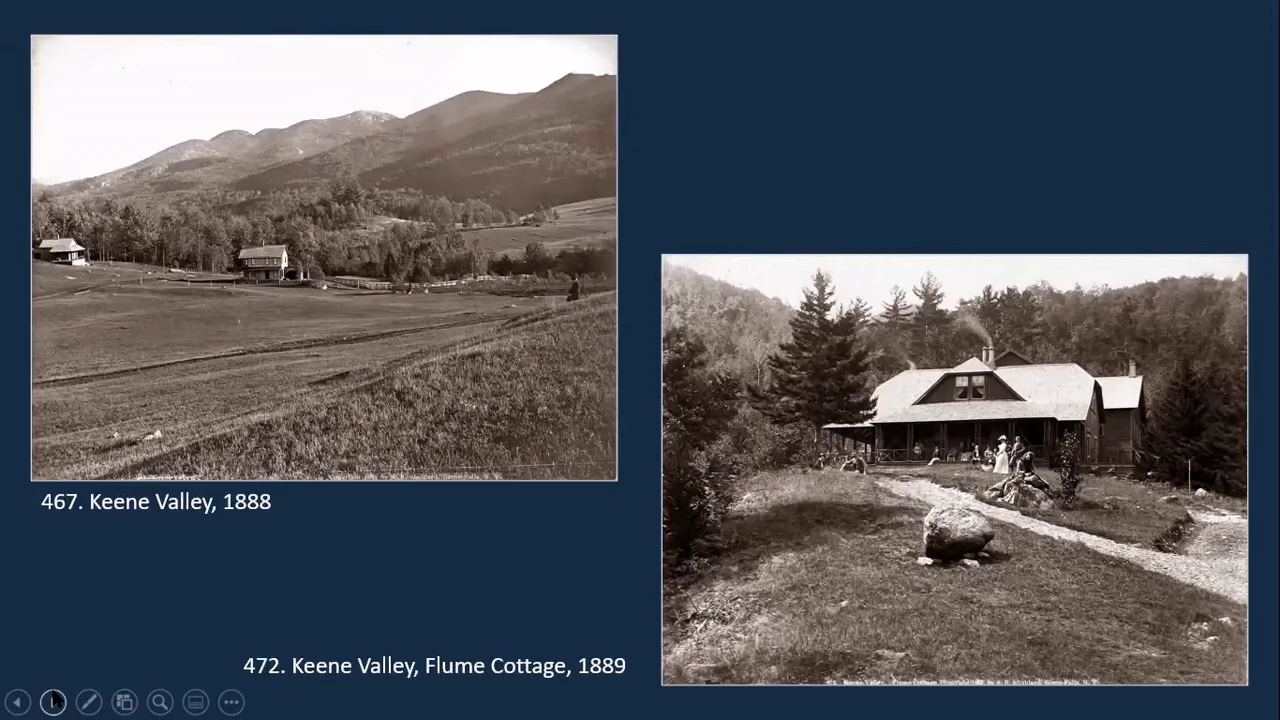 467. Keene Valley, 1888
472. Keene Valley, Flume Cottage, 1889